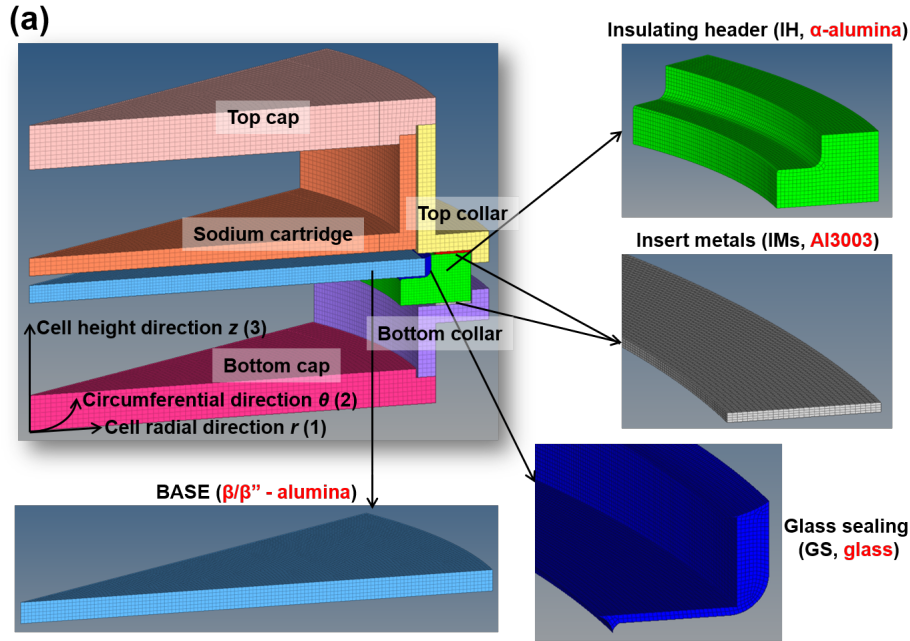 (a)
Insulating header (IH, α-alumina)
Top cap
Top collar
Sodium cartridge
Insert metals (IMs, Al3003)
Bottom collar
Cell height direction z (3)
Bottom cap
Circumferential direction θ (2)
Cell radial direction r (1)
BASE (β/β” - alumina)
Glass sealing
(GS, glass)